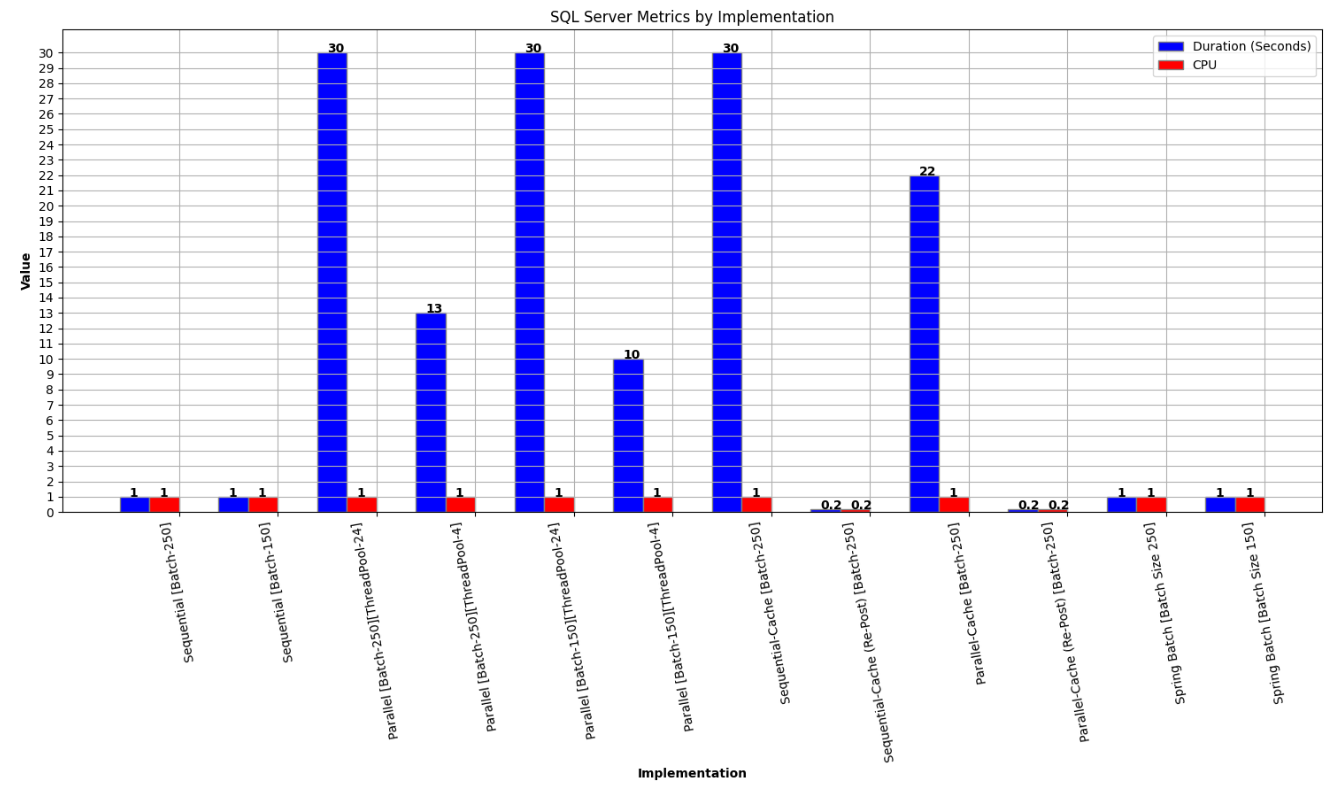 SQL Server Metrics by Implementation
Duration (Seconds)
CPU
Value
30
29
28
27
26
25
24
23
22
21
20
19
18
17
16
15
14
13
12
11
10
9
8
7
6
5
4
3
2
1
0
1 1
1 1
30 1
13 1
30 1
10 1
30 1
0.2 0.2
22 1
0.2 0.2
1 1
1 1
Sequential [Batch-250]
Sequential [Batch-150]
Parallel [Batch-250][ThreadPool-24]
Parallel [Batch-250][ThreadPool-4]
Parallel [Batch-150][ThreadPool-24]
Parallel [Batch-150][ThreadPool-4]
Sequential-Cache [Batch-250]
Sequential-Cache (Re-Post) [Batch-250]
Parallel-Cache [Batch-250]
Parallel-Cache (Re-Post) [Batch-250]
Spring Batch [Batch Size 250]
Spring Batch [Batch Size 150]
Implementation